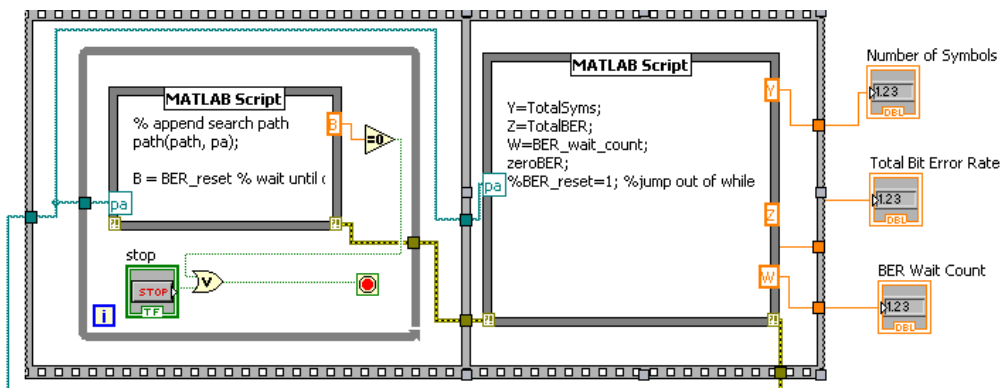 MATLAB Script
% append search path
path(path, pa);
B = BER_reset % wait until
pa
B
=0
?!
?!
stop
STOP
TF
V
i
MATLAB Script
Y=TotalSyms;
Z=TotalBER;
W=BER_wait_count;
zeroBER;
%BER_reset=1; %jump out of while
pa
Y
Z
W
?!
?!
Number of Symbols
1.23
DBL
Total Bit Error Rate
1.23
DBL
BER Wait Count
1.23
DBL